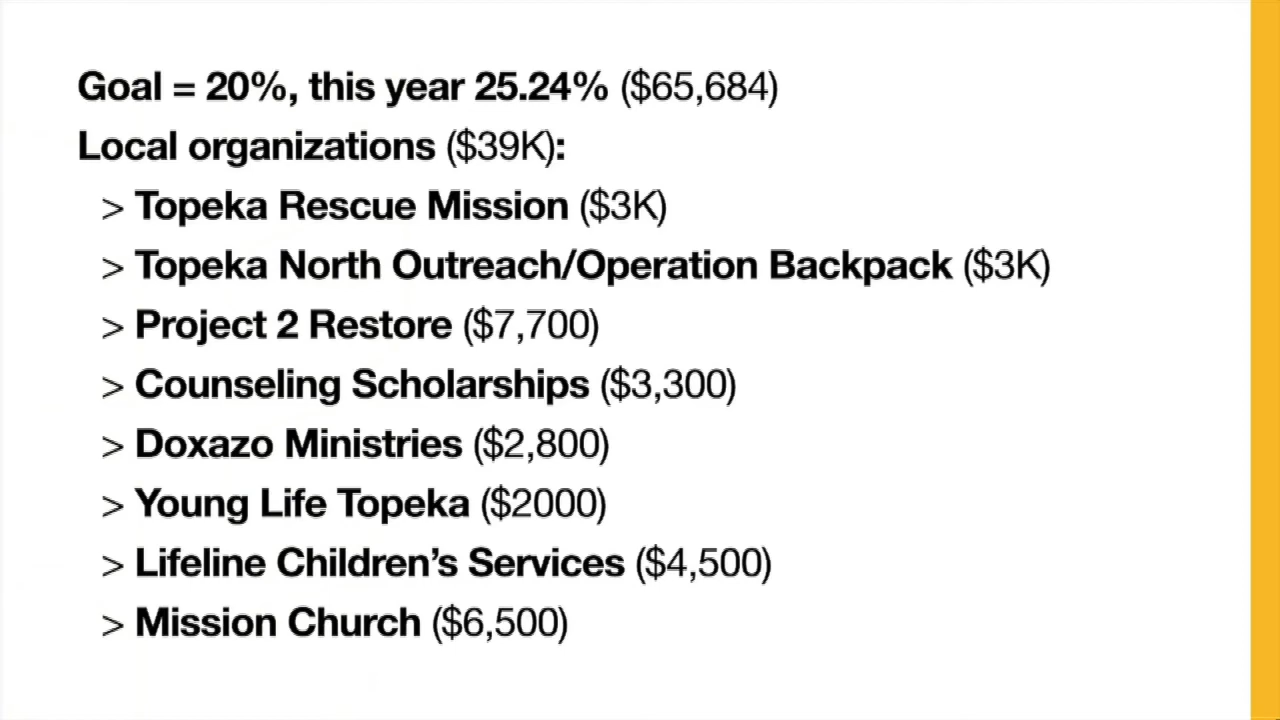 Goal = 20%, this year 25.24% ($65,684)
Local organizations ($39K):
> Topeka Rescue Mission ($3K)
> Topeka North Outreach/Operation Backpack ($3K)
> Project 2 Restore ($7,700)
> Counseling Scholarships ($3,300)
> Doxazo Ministries ($2,800)
> Young Life Topeka ($2000)
> Lifeline Children’s Services ($4,500)
> Mission Church ($6,500)